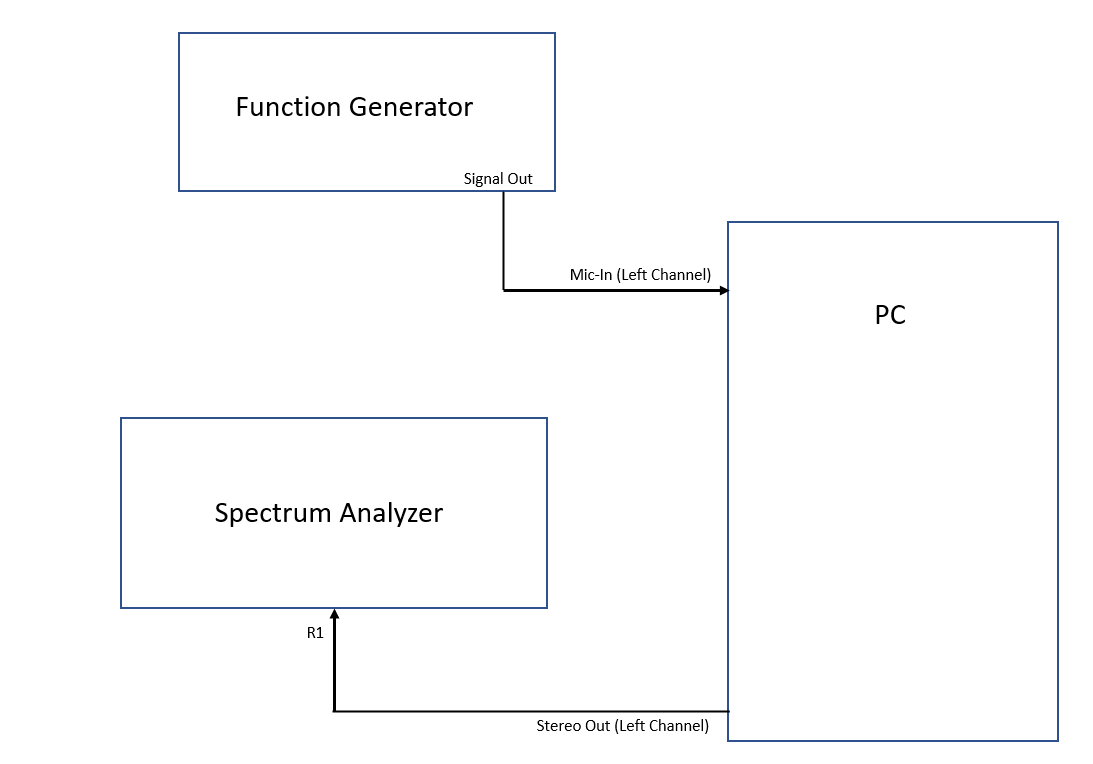 Function Generator
Signal Out
Mic-In (Left Channel)
PC
Spectrum Analyzer
R1
Stereo Out (Left Channel)